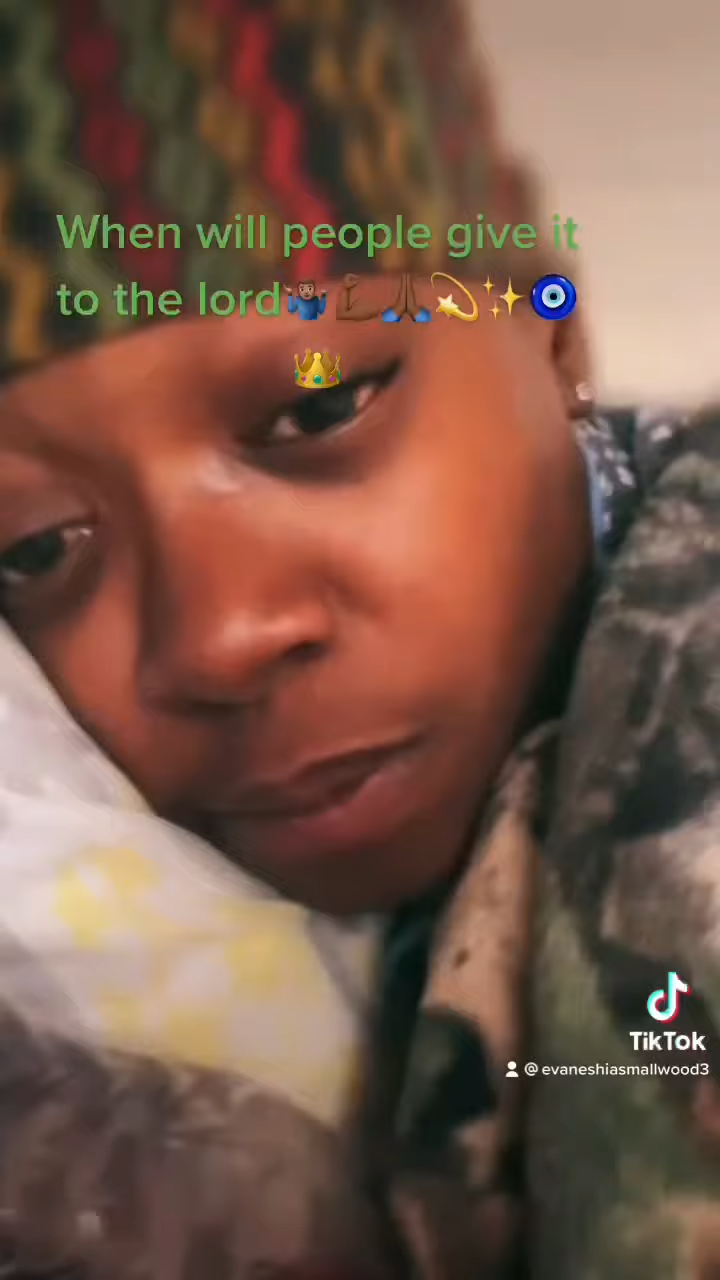 When will people give it
to the lord🤷🏾‍♂️💪🏾🙏🏾💫✨🧿
👑
TikTok
@evaneshiasmallwood3